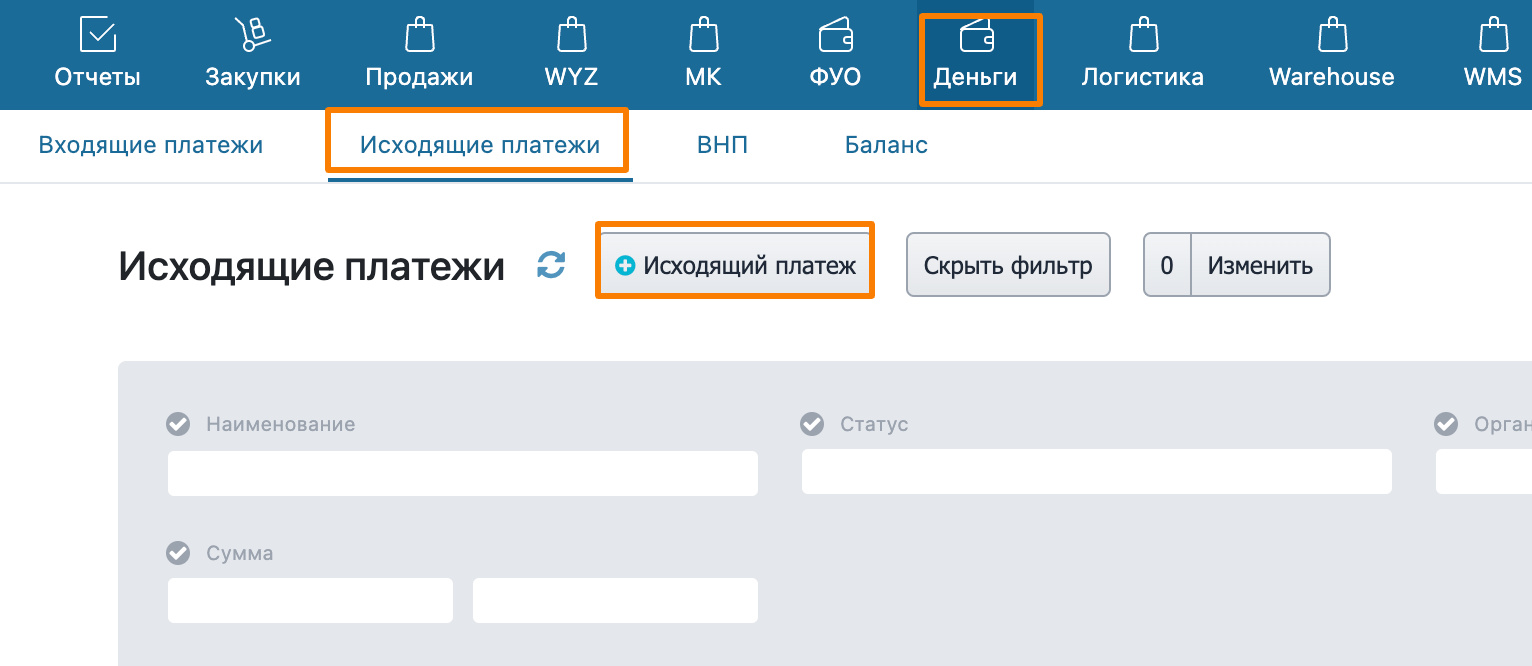 Отчеты Закупки Продажи WYZ МК ФУО Деньги Логистика Warehouse WMS
Входящие платежи Исходящие платежи ВНП Баланс
Исходящие платежи Исходящий платеж Скрыть фильтр 0 Изменить
Наименование Статус Орган
Сумма